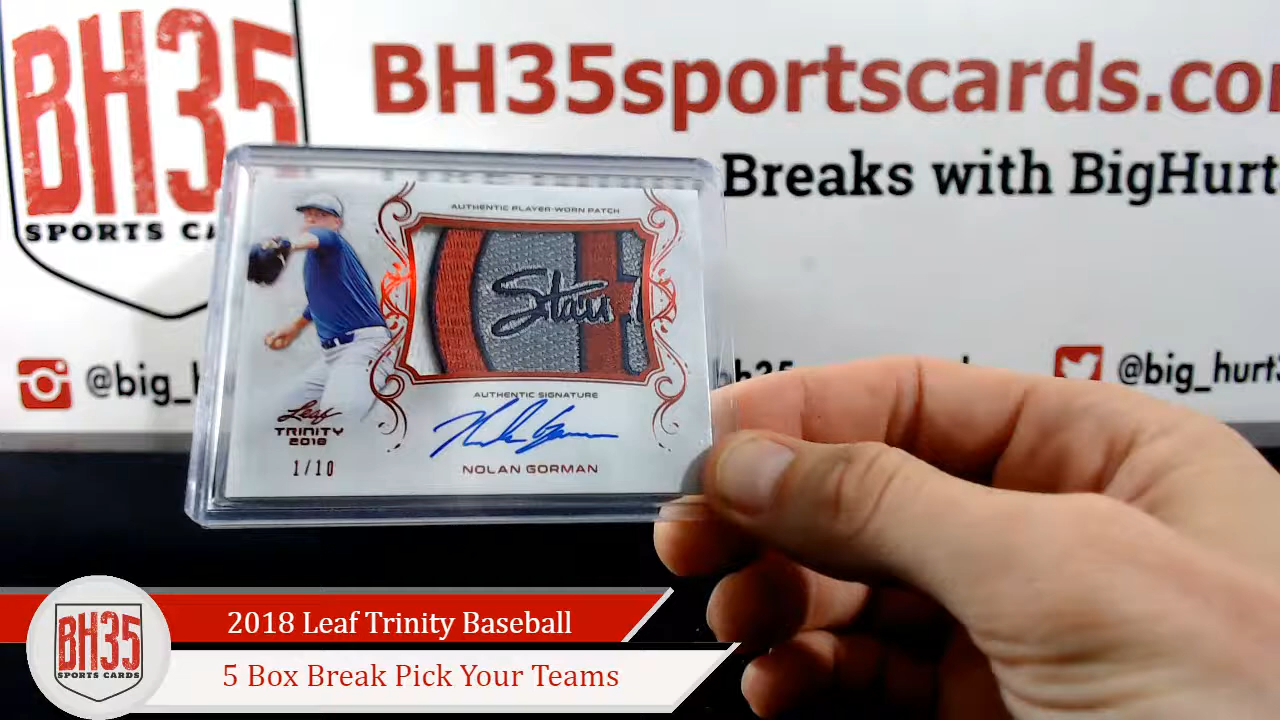 BH35
SPORTS CA
BH35sportscards.co
Breaks with BigHurt
@big_h
@big_hurt3
AUTHENTIC PLAYER-WORN PATCH
AUTHENTIC SIGNATURE
NOLAN GORMAN
Leaf
TRINITY
2018
1/10
BH35
SPORTS CARDS
2018 Leaf Trinity Baseball
5 Box Break Pick Your Teams